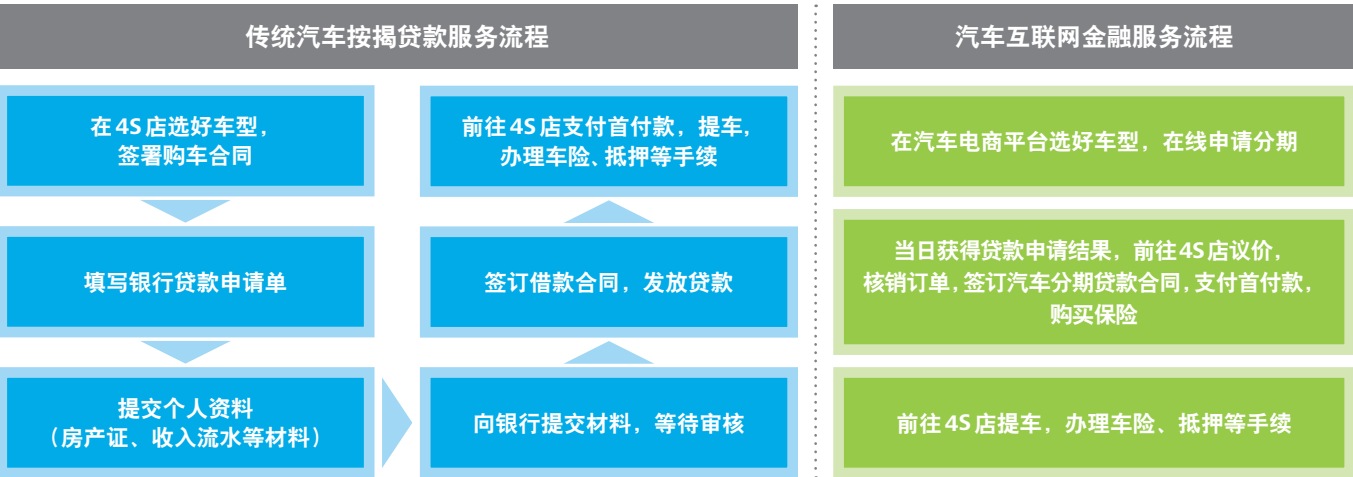 传统汽车按揭贷款服务流程
在4S店选好车型，
签署购车合同
填写银行贷款申请单
提交个人资料
（房产证、收入流水等材料）
向银行提交材料，等待审核
签订借款合同，发放贷款
前往4S店支付首付款，提车，
办理车险、抵押等手续
汽车互联网金融服务流程
在汽车电商平台选好车型，在线申请分期
当日获得贷款申请结果，前往4S店议价，
核销订单，签订汽车分期贷款合同，支付首付款，
购买保险
前往4S店提车，办理车险、抵押等手续